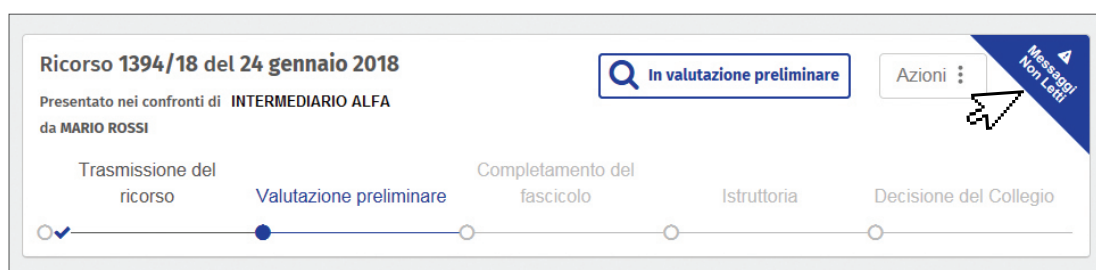 Ricorso 1394/18 del 24 gennaio 2018
In valutazione preliminare
Azioni
Messaggi
Non Letti
Presentato nei confronti di INTERMEDIARIO ALFA
da MARIO ROSSI
Trasmissione del
ricorso
Valutazione preliminare
Completamento del
fascicolo
Istruttoria
Decisione del Collegio